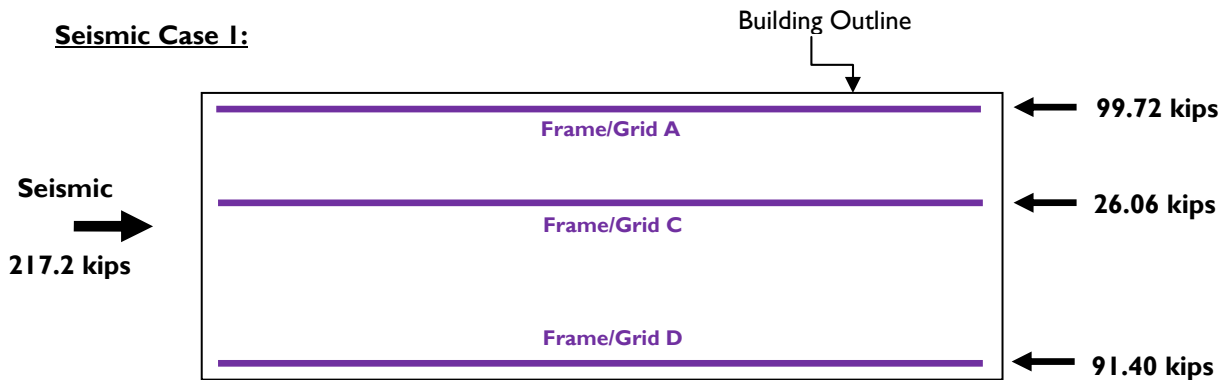 Building Outline
Seismic Case 1:
99.72 kips
Frame/Grid A
Seismic
26.06 kips
Frame/Grid C
217.2 kips
Frame/Grid D
91.40 kips